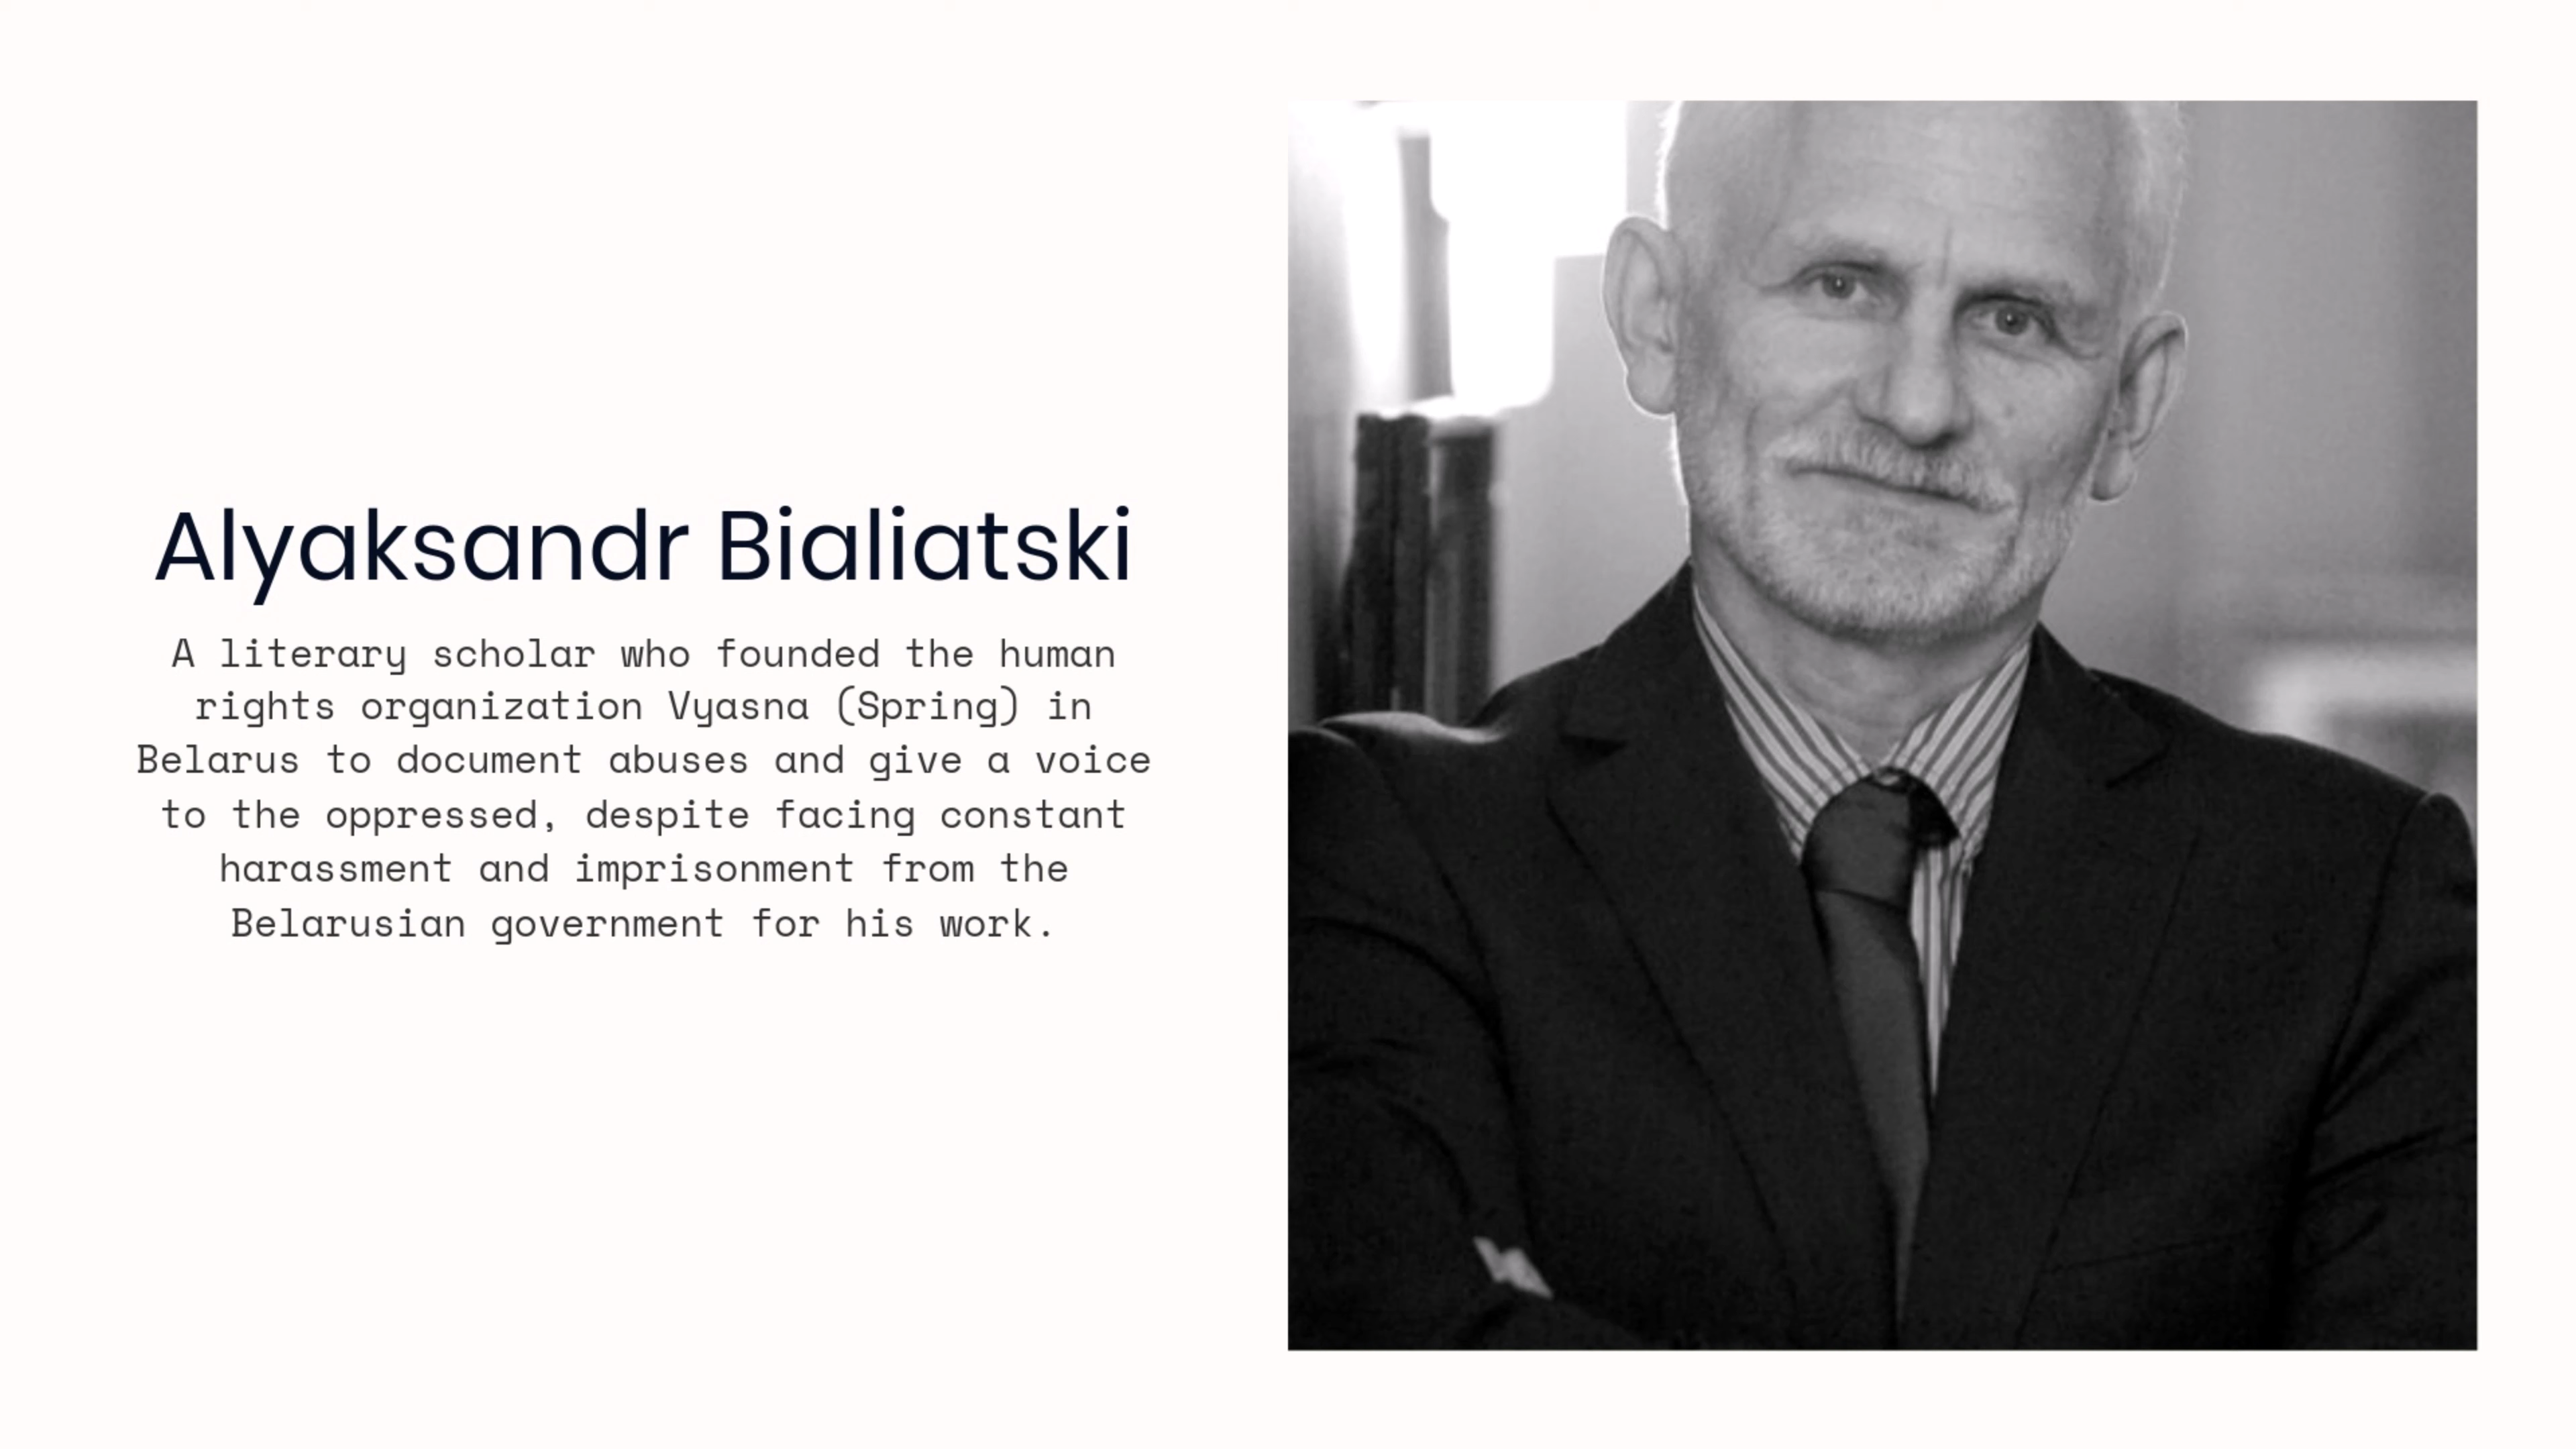 Alyaksandr Bialiatski
A literary scholar who founded the human
rights organization Vyasna (Spring) in
Belarus to document abuses and give a voice
to the oppressed, despite facing constant
harassment and imprisonment from the
Belarusian government for his work.